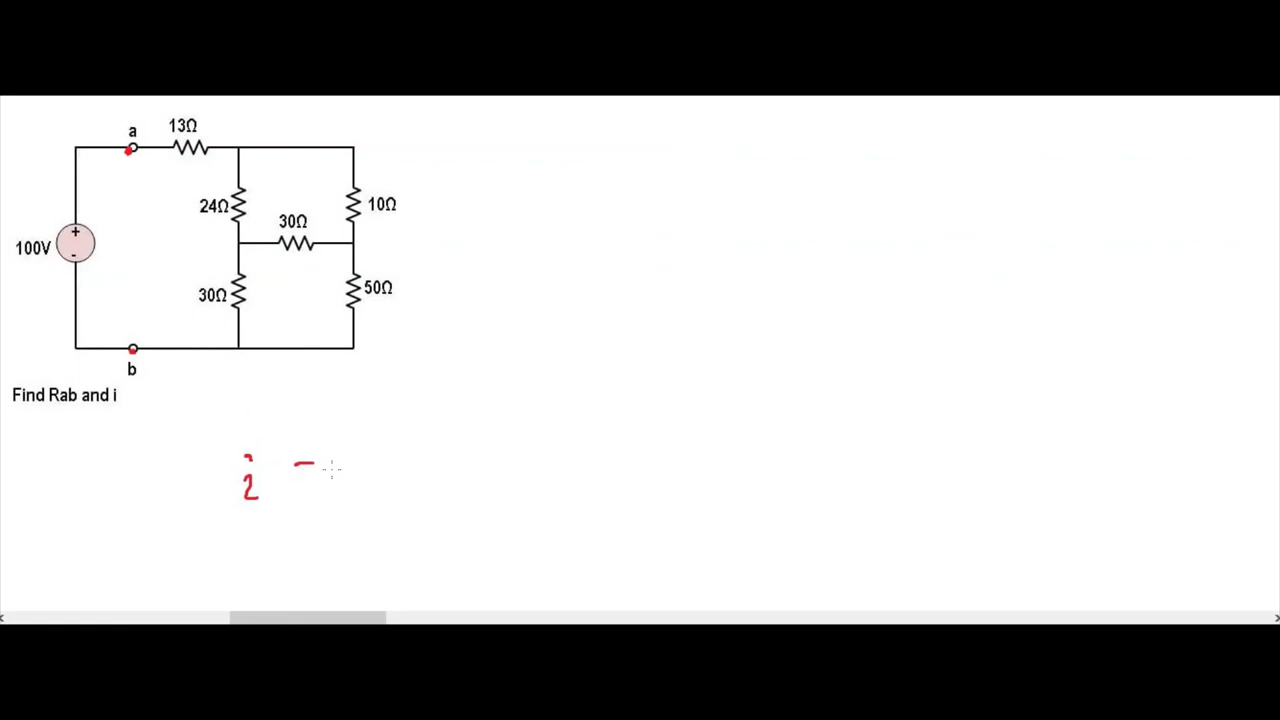 a
13Ω
24Ω
10Ω
30Ω
+
100V
-
30Ω
50Ω
b
Find Rab and i
i =